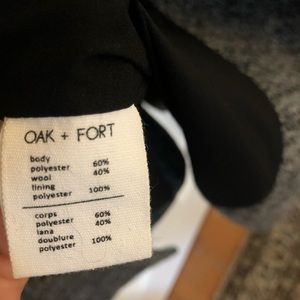 OAK + FORT
body
polyester 60%
wool 40%
lining
polyester 100%
corps
polyester 60%
lana 40%
doublure
polyester 100%